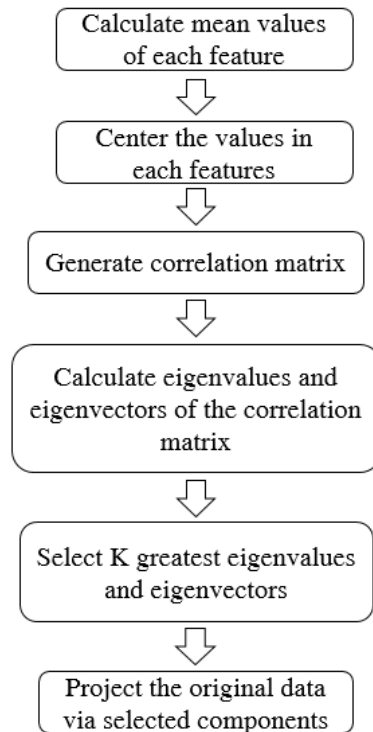 Calculate mean values
of each feature
Center the values in
each features
Generate correlation matrix
Calculate eigenvalues and
eigenvectors of the correlation
matrix
Select K greatest eigenvalues
and eigenvectors
Project the original data
via selected components